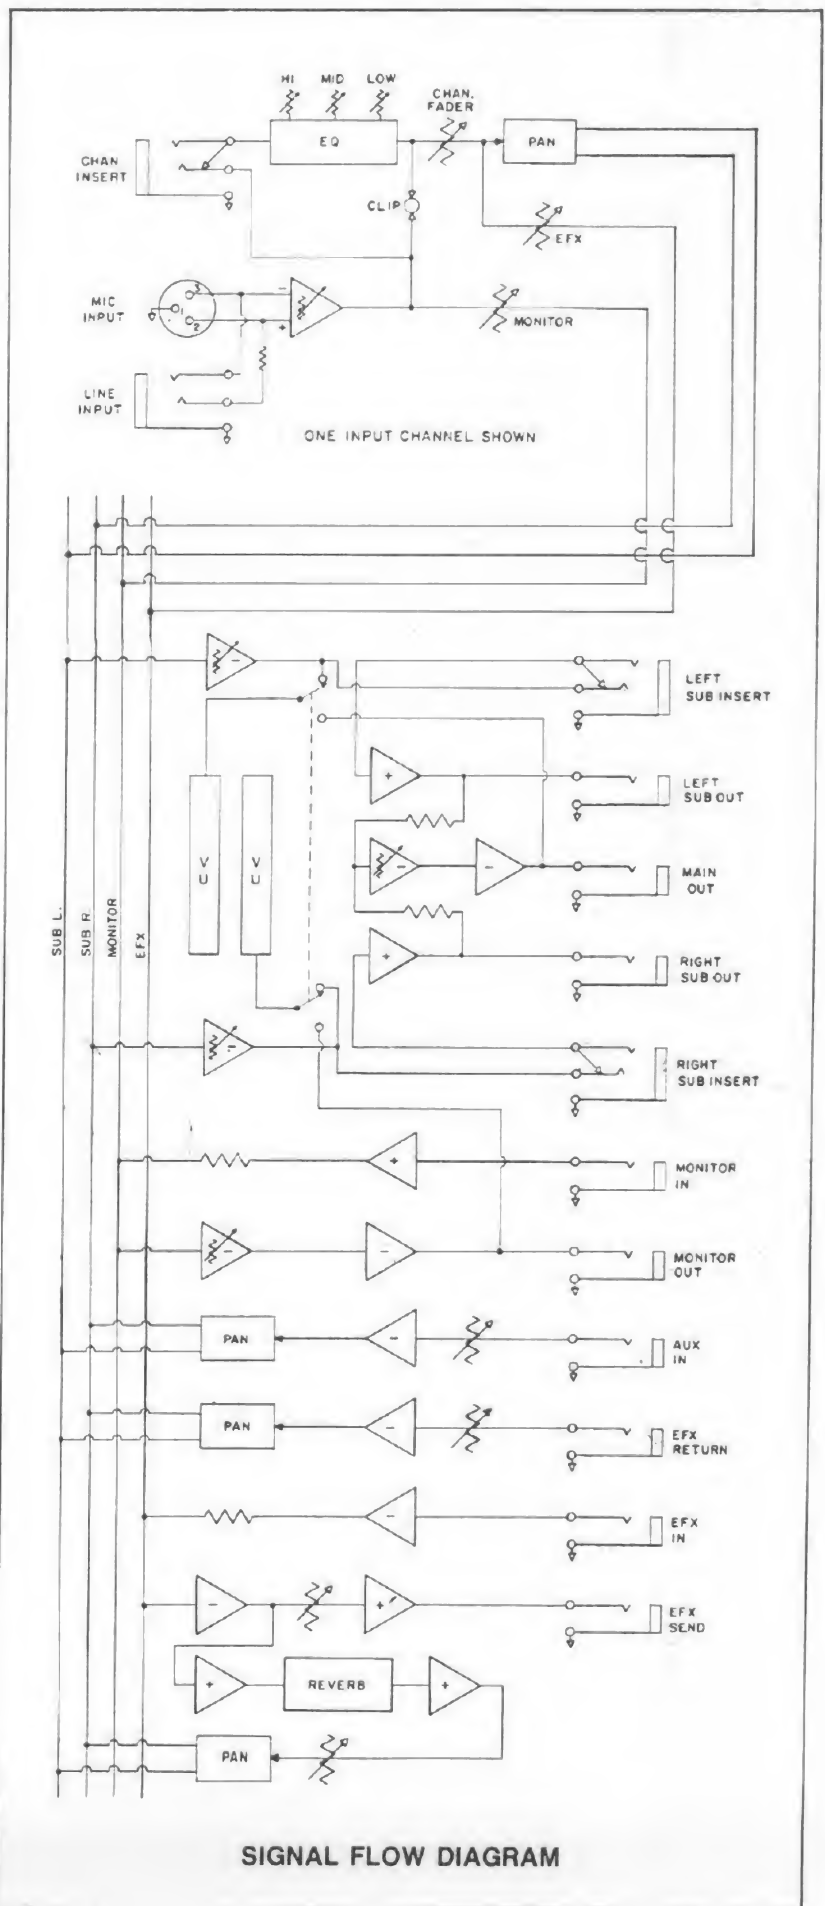 HI MID LOW
CHAN.
FADER
EQ
PAN
CHAN
INSERT
CLIP
EFX
MIC
INPUT
3
1
2
-
+
MONITOR
LINE
INPUT
ONE INPUT CHANNEL SHOWN
-
LEFT
SUB INSERT
+
LEFT
SUB OUT
VU
VU
-
-
MAIN
OUT
SUB L.
SUB R.
MONITOR
EFX
+
RIGHT
SUB OUT
-
RIGHT
SUB INSERT
+
MONITOR
IN
-
-
MONITOR
OUT
PAN
-
AUX
IN
PAN
-
EFX
RETURN
-
EFX
IN
-
+
EFX
SEND
+
REVERB
+
PAN
SIGNAL FLOW DIAGRAM